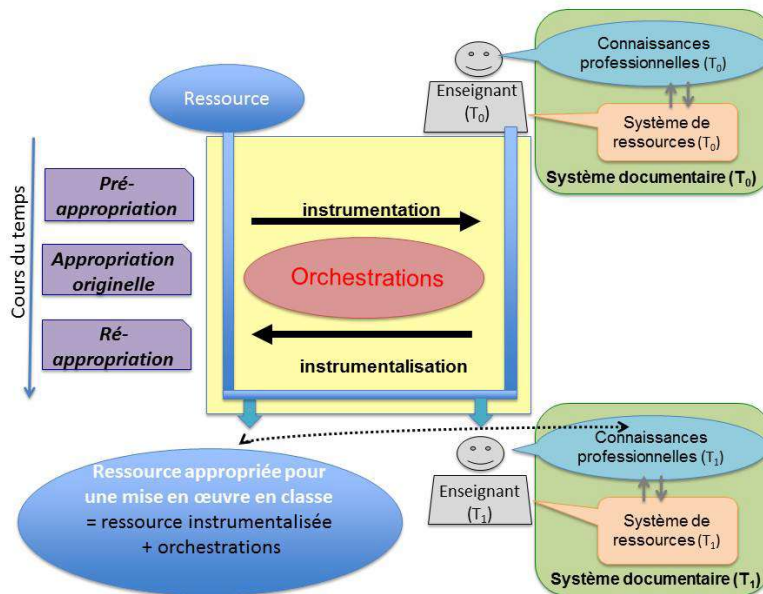 Ressource
Enseignant
(T0)
Connaissances
professionnelles (T0)
Système de
ressources (T0)
Système documentaire (T0)
Cours du temps
Pré-
appropriation
Appropriation
originelle
Ré-
appropriation
instrumentation
Orchestrations
instrumentalisation
Ressource appropriée pour
une mise en œuvre en classe
= ressource instrumentalisée
+ orchestrations
Enseignant
(T1)
Connaissances
professionnelles (T1)
Système de
ressources (T1)
Système documentaire (T1)